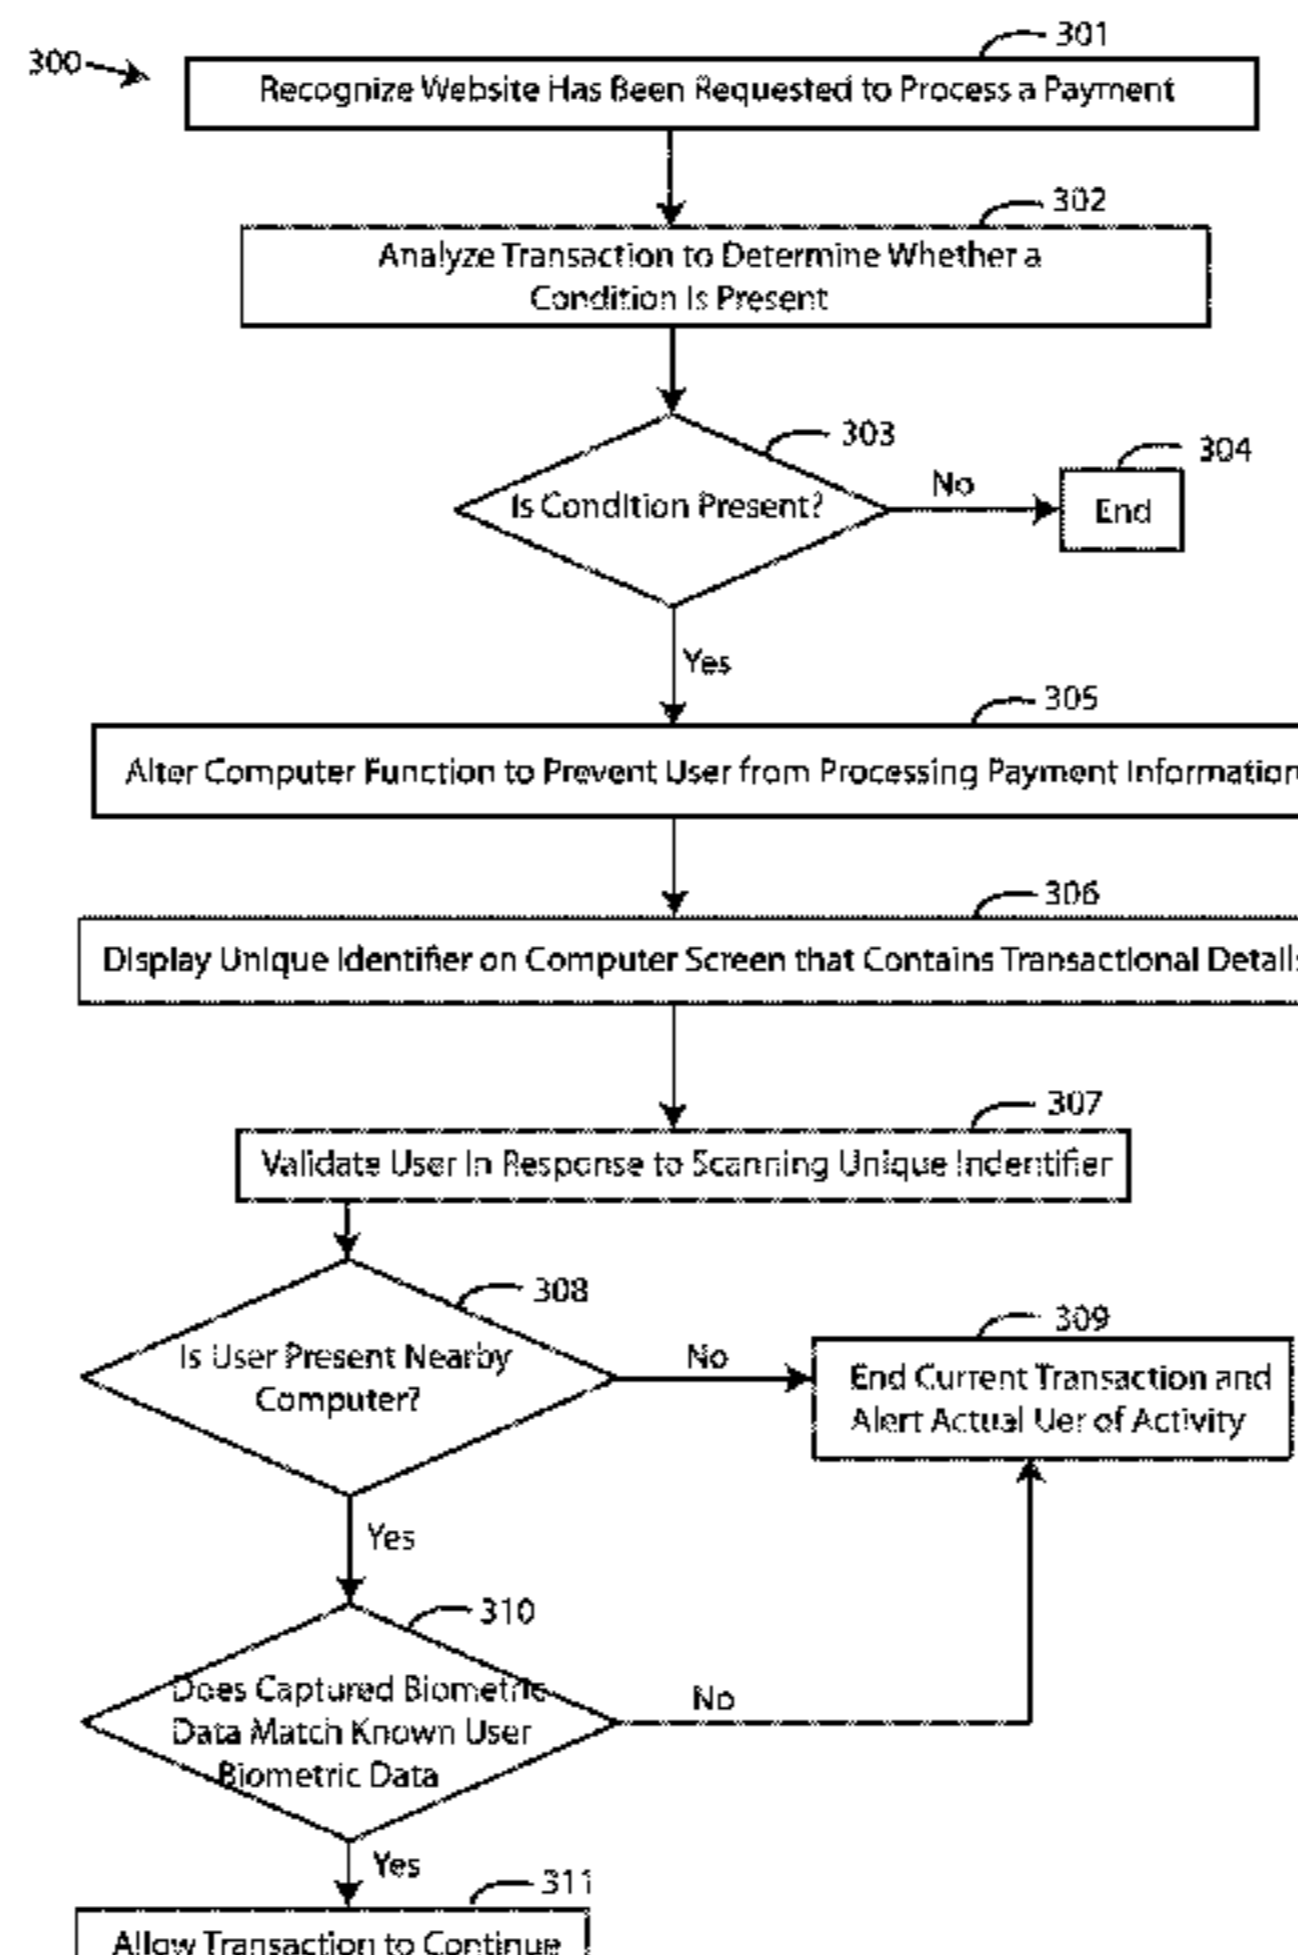 301
300
Recognize Website Has Been Requested to Process a Payment
302
Analyze Transaction to Determine Whether a
Condition Is Present
303
304
Is Condition Present?
No
End
Yes
305
Alter Computer Function to Prevent User from Processing Payment Information
306
Display Unique Identifier on Computer Screen that Contains Transactional Details
307
Validate User In Response to Scanning Unique Indentifier
308
309
Is User Present Nearby
Computer?
No
End Current Transaction and
Alert Actual Uer of Activity
Yes
310
Does Captured Biometric
Data Match Known User
Biometric Data
No
Yes
311
Allow Transaction to Continue